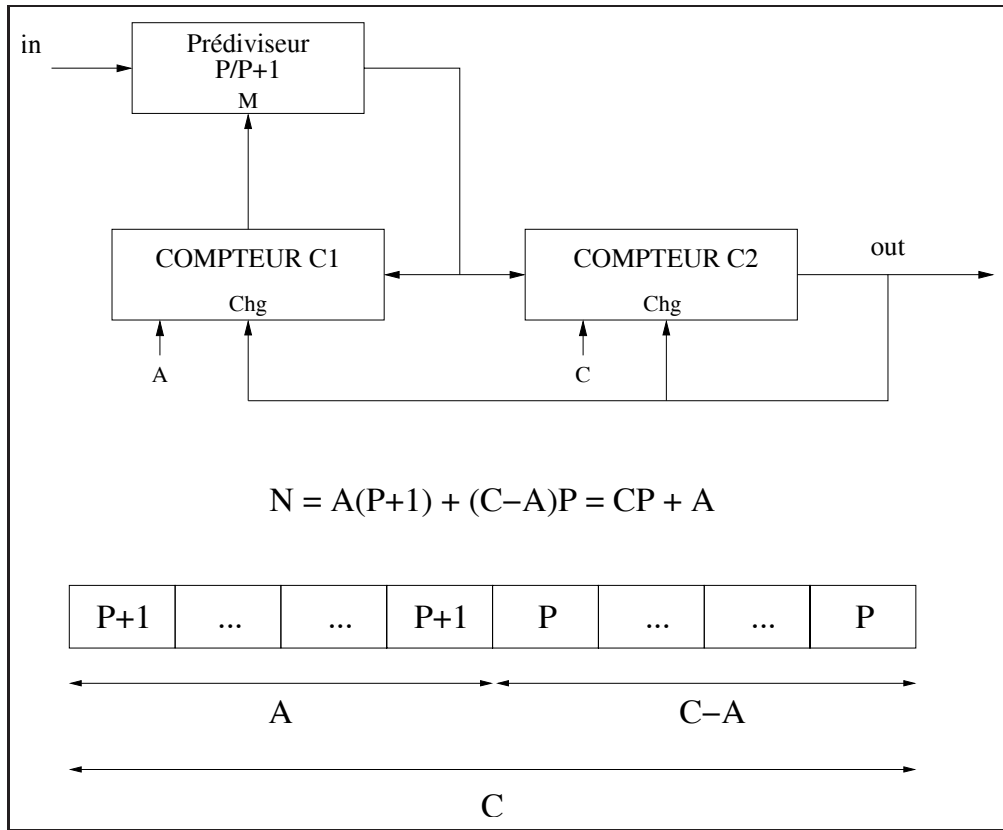 in
Prédiviseur
P/P+1
M
COMPTEUR C1
Chg
A
COMPTEUR C2
Chg
C
out
N = A(P+1) + (C−A)P = CP + A
P+1 ... ... P+1 P ... ... P
A C−A
C